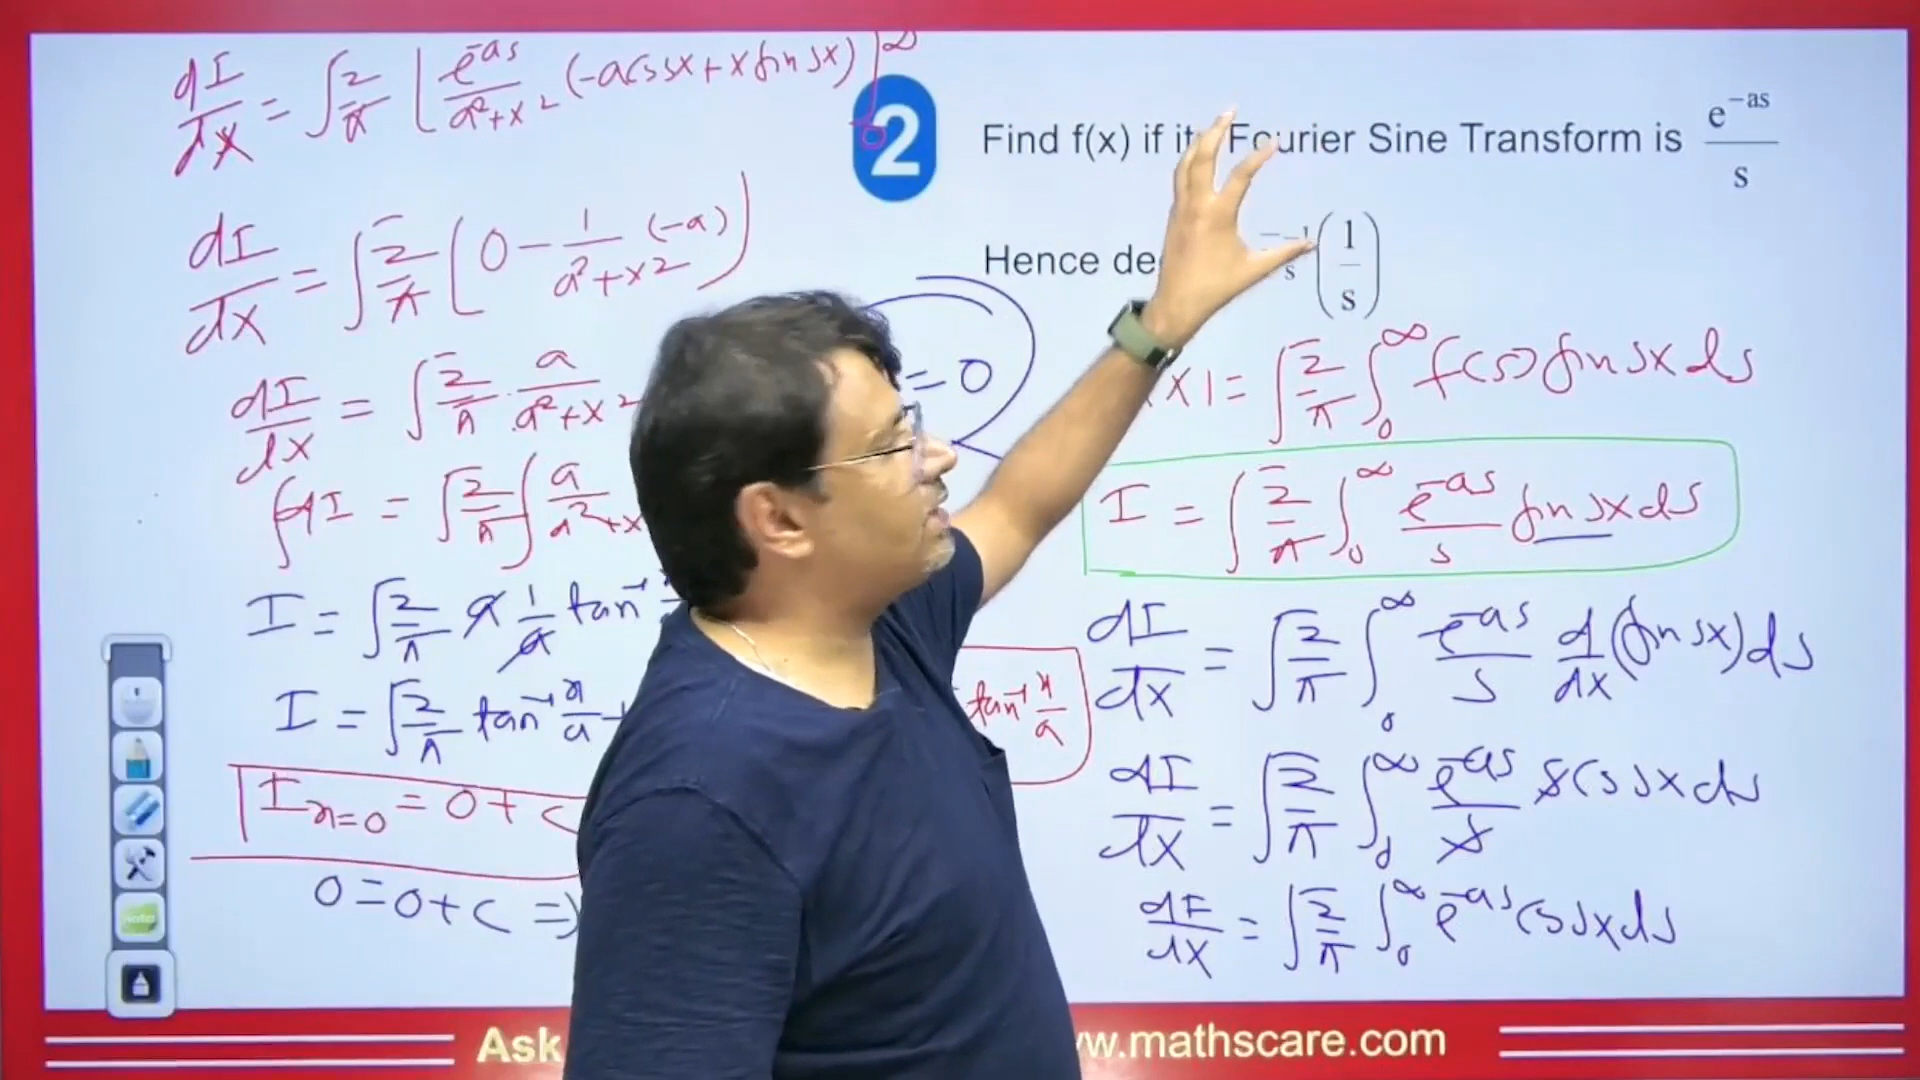 dI/dx = √2/π [e^-as/a²+x² (-a cos sx + x sin sx)]₀^∞
dI/dx = √2/π [0 - 1/a²+x² (-a)]
dI/dx = √2/π · a/a²+x²
∫dI = √2/π ∫ a/a²+x
I = √2/π a 1/a tan⁻¹
I = √2/π tan⁻¹ x/a +
I x=0 = 0 + C
0 = 0 + C ⇒
= 0
tan⁻¹ x/a
2
Find f(x) if its Fourier Sine Transform is e^-as/s
Hence de
s⁻¹ (1/s)
x) = √2/π ∫₀^∞ f(s) sin sx ds
I = √2/π ∫₀^∞ e^-as/s sin sx ds
dI/dx = √2/π ∫₀^∞ e^-as/s d/dx (sin sx) ds
dI/dx = √2/π ∫₀^∞ e^-as/s s cos sx ds
dI/dx = √2/π ∫₀^∞ e^-as cos sx ds
Notes
Ask
w.mathscare.com